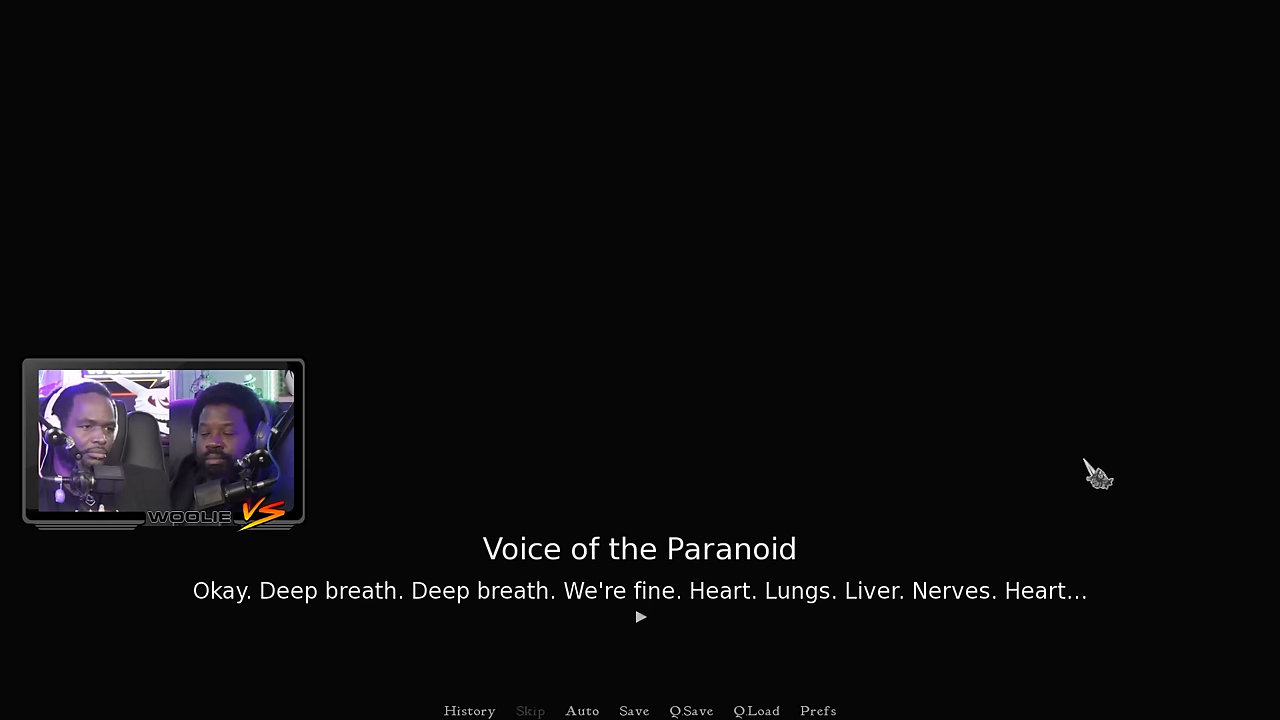 WOOLIE VS
Voice of the Paranoid
Okay. Deep breath. Deep breath. We're fine. Heart. Lungs. Liver. Nerves. Heart...
History Skip Auto Save Q.Save Q.Load Prefs